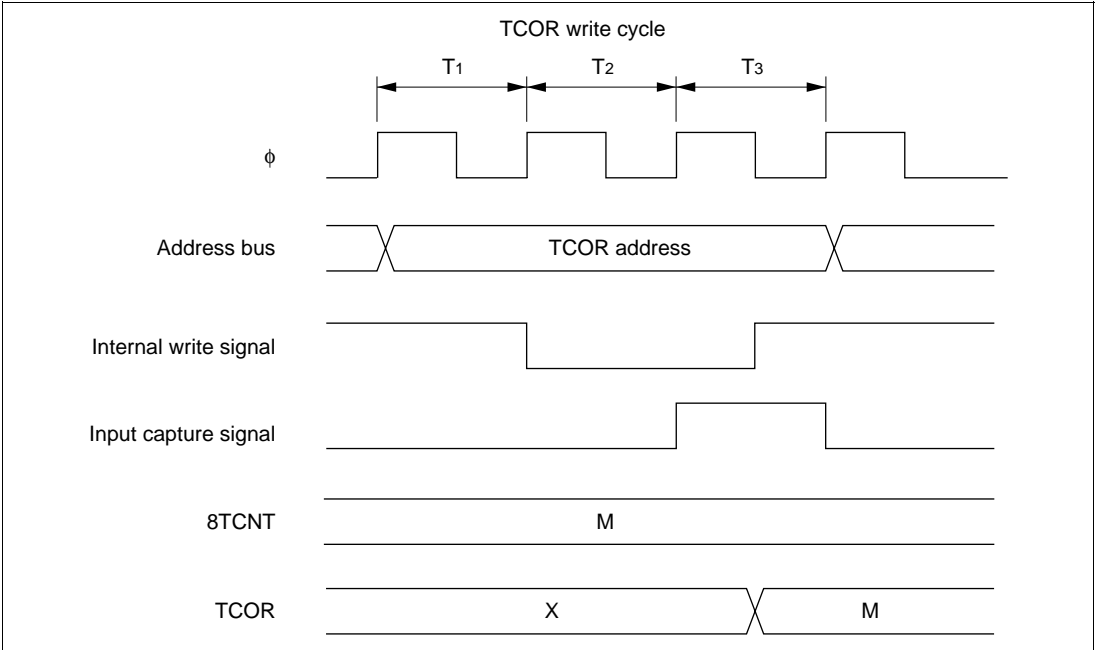 TCOR write cycle
T1 T2 T3
ϕ
Address bus TCOR address
Internal write signal
Input capture signal
8TCNT M
TCOR X M